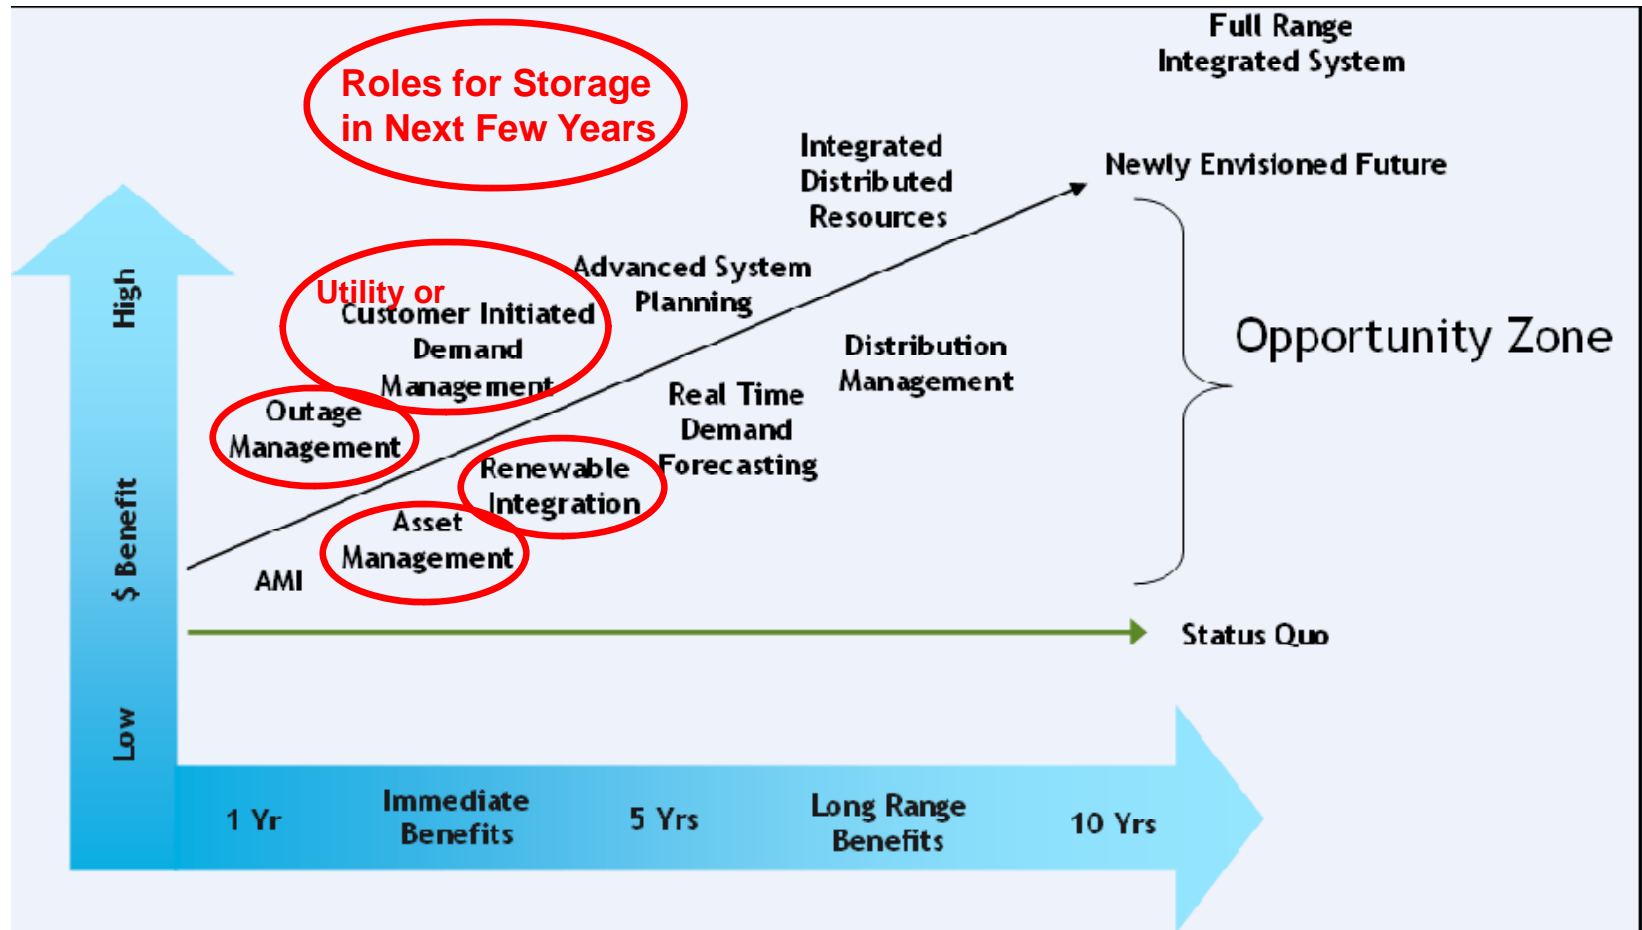 Full Range
Integrated System
Roles for Storage
in Next Few Years
Integrated
Distributed
Resources
Newly Envisioned Future
High
Utility or
Customer Initiated
Demand
Management
Advanced System
Planning
Opportunity Zone
Distribution
Management
Outage
Management
Real Time
Demand
Forecasting
Renewable
Integration
$ Benefit
Asset
Management
AMI
Status Quo
Low
1 Yr
Immediate
Benefits
5 Yrs
Long Range
Benefits
10 Yrs